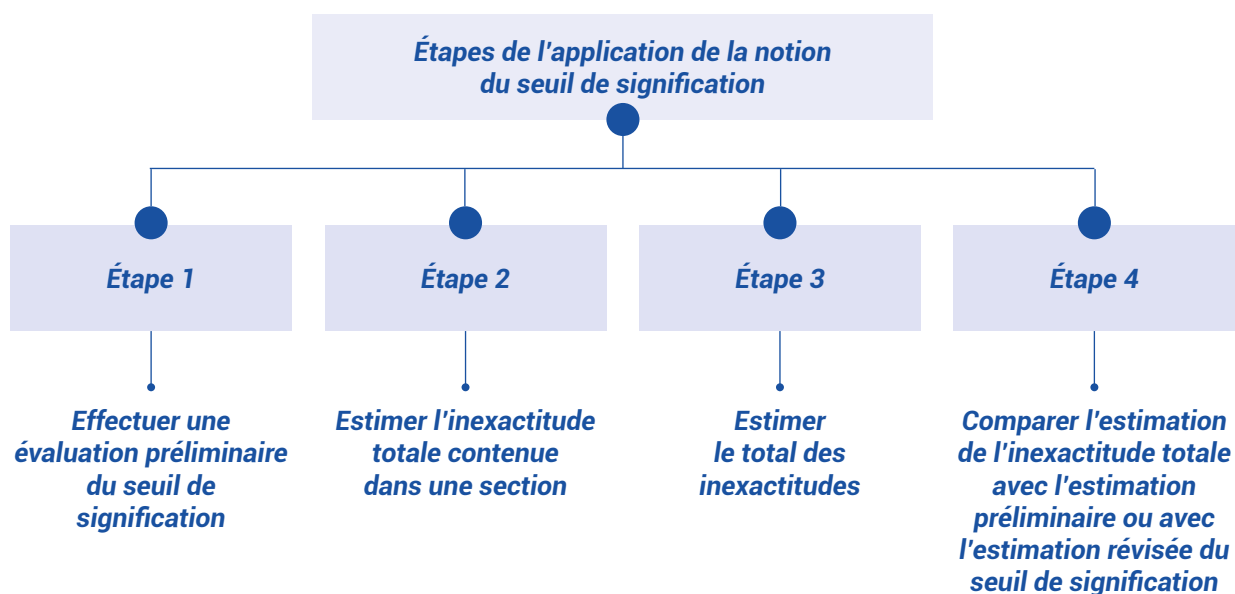 Étapes de l'application de la notion
du seuil de signification
Étape 1
Étape 2
Étape 3
Étape 4
Effectuer une
évaluation préliminaire
du seuil de
signification
Estimer l'inexactitude
totale contenue
dans une section
Estimer
le total des
inexactitudes
Comparer l'estimation
de l'inexactitude totale
avec l'estimation
préliminaire ou avec
l'estimation révisée du
seuil de signification